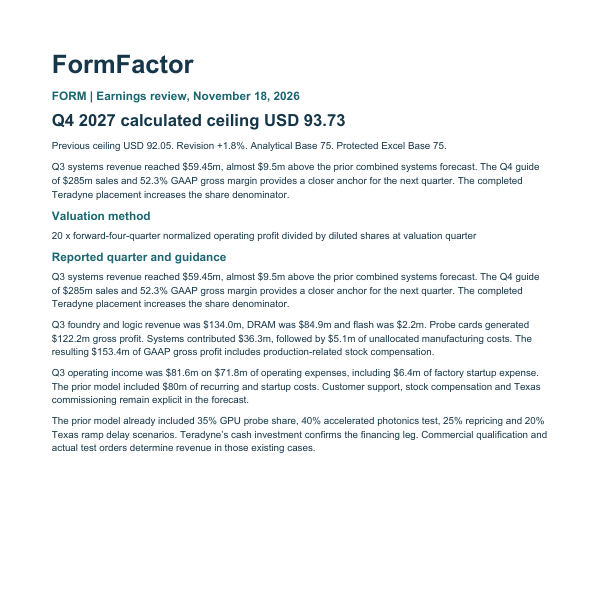 FormFactor
FORM | Earnings review, November 18, 2026
Q4 2027 calculated ceiling USD 93.73
Previous ceiling USD 92.05. Revision +1.8%. Analytical Base 75. Protected Excel Base 75.
Q3 systems revenue reached $59.45m, almost $9.5m above the prior combined systems forecast. The Q4 guide
of $285m sales and 52.3% GAAP gross margin provides a closer anchor for the next quarter. The completed
Teradyne placement increases the share denominator.
Valuation method
20 x forward-four-quarter normalized operating profit divided by diluted shares at valuation quarter
Reported quarter and guidance
Q3 systems revenue reached $59.45m, almost $9.5m above the prior combined systems forecast. The Q4 guide
of $285m sales and 52.3% GAAP gross margin provides a closer anchor for the next quarter. The completed
Teradyne placement increases the share denominator.
Q3 foundry and logic revenue was $134.0m, DRAM was $84.9m and flash was $2.2m. Probe cards generated
$122.2m gross profit. Systems contributed $36.3m, followed by $5.1m of unallocated manufacturing costs. The
resulting $153.4m of GAAP gross profit includes production-related stock compensation.
Q3 operating income was $81.6m on $71.8m of operating expenses, including $6.4m of factory startup expense.
The prior model included $80m of recurring and startup costs. Customer support, stock compensation and Texas
commissioning remain explicit in the forecast.
The prior model already included 35% GPU probe share, 40% accelerated photonics test, 25% repricing and 20%
Texas ramp delay scenarios. Teradyne's cash investment confirms the financing leg. Commercial qualification and
actual test orders determine revenue in those existing cases.